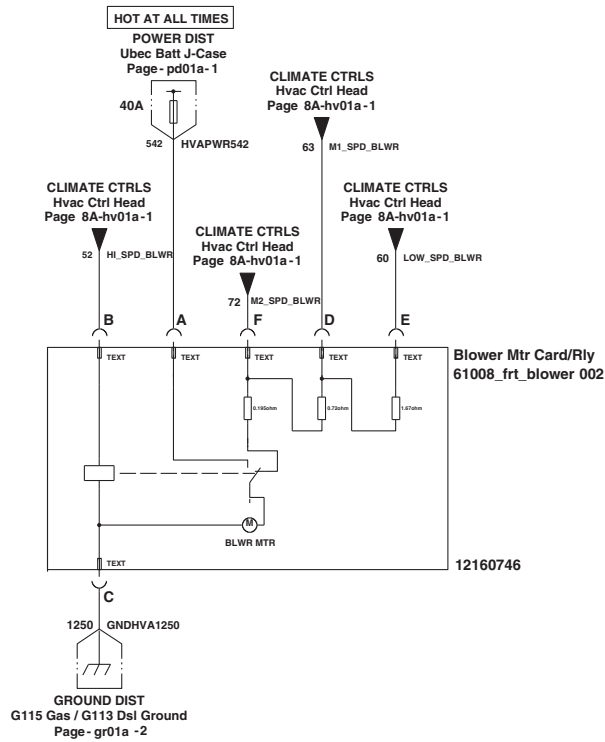 HOT AT ALL TIMES
POWER DIST
Ubec Batt J-Case
Page- pd01a-1
40A
542 HVAPWR542
CLIMATE CTRLS
Hvac Ctrl Head
Page 8A-hv01a-1
63 M1_SPD_BLWR
CLIMATE CTRLS
Hvac Ctrl Head
Page 8A-hv01a-1
52 HI_SPD_BLWR
CLIMATE CTRLS
Hvac Ctrl Head
Page 8A-hv01a-1
72 M2_SPD_BLWR
CLIMATE CTRLS
Hvac Ctrl Head
Page 8A-hv01a-1
60 LOW_SPD_BLWR
B A F D E
TEXT TEXT TEXT TEXT TEXT
Blower Mtr Card/Rly
61008_frt_blower 002
0.195ohm 0.72ohm 1.67ohm
M
BLWR MTR
TEXT
12160746
C
1250 GNDHVA1250
GROUND DIST
G115 Gas / G113 Dsl Ground
Page- gr01a -2